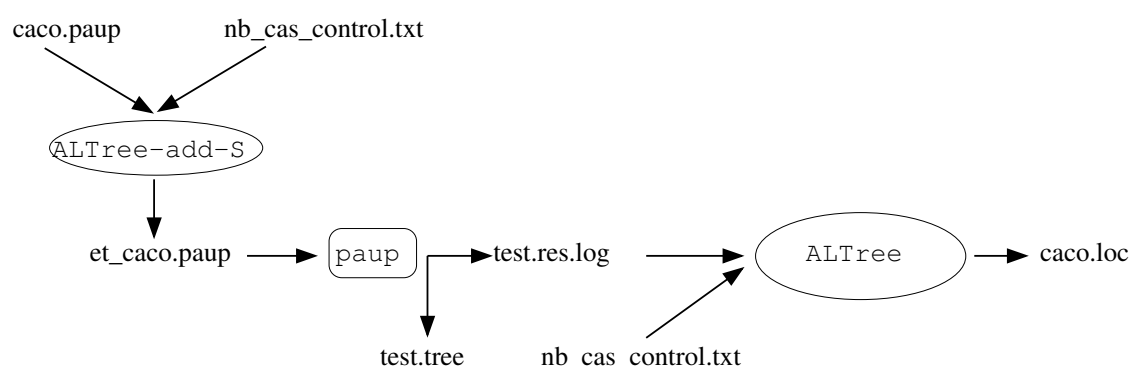 caco.paup nb_cas_control.txt
ALTree-add-S
et_caco.paup paup test.res.log ALTree caco.loc
test.tree nb cas control.txt